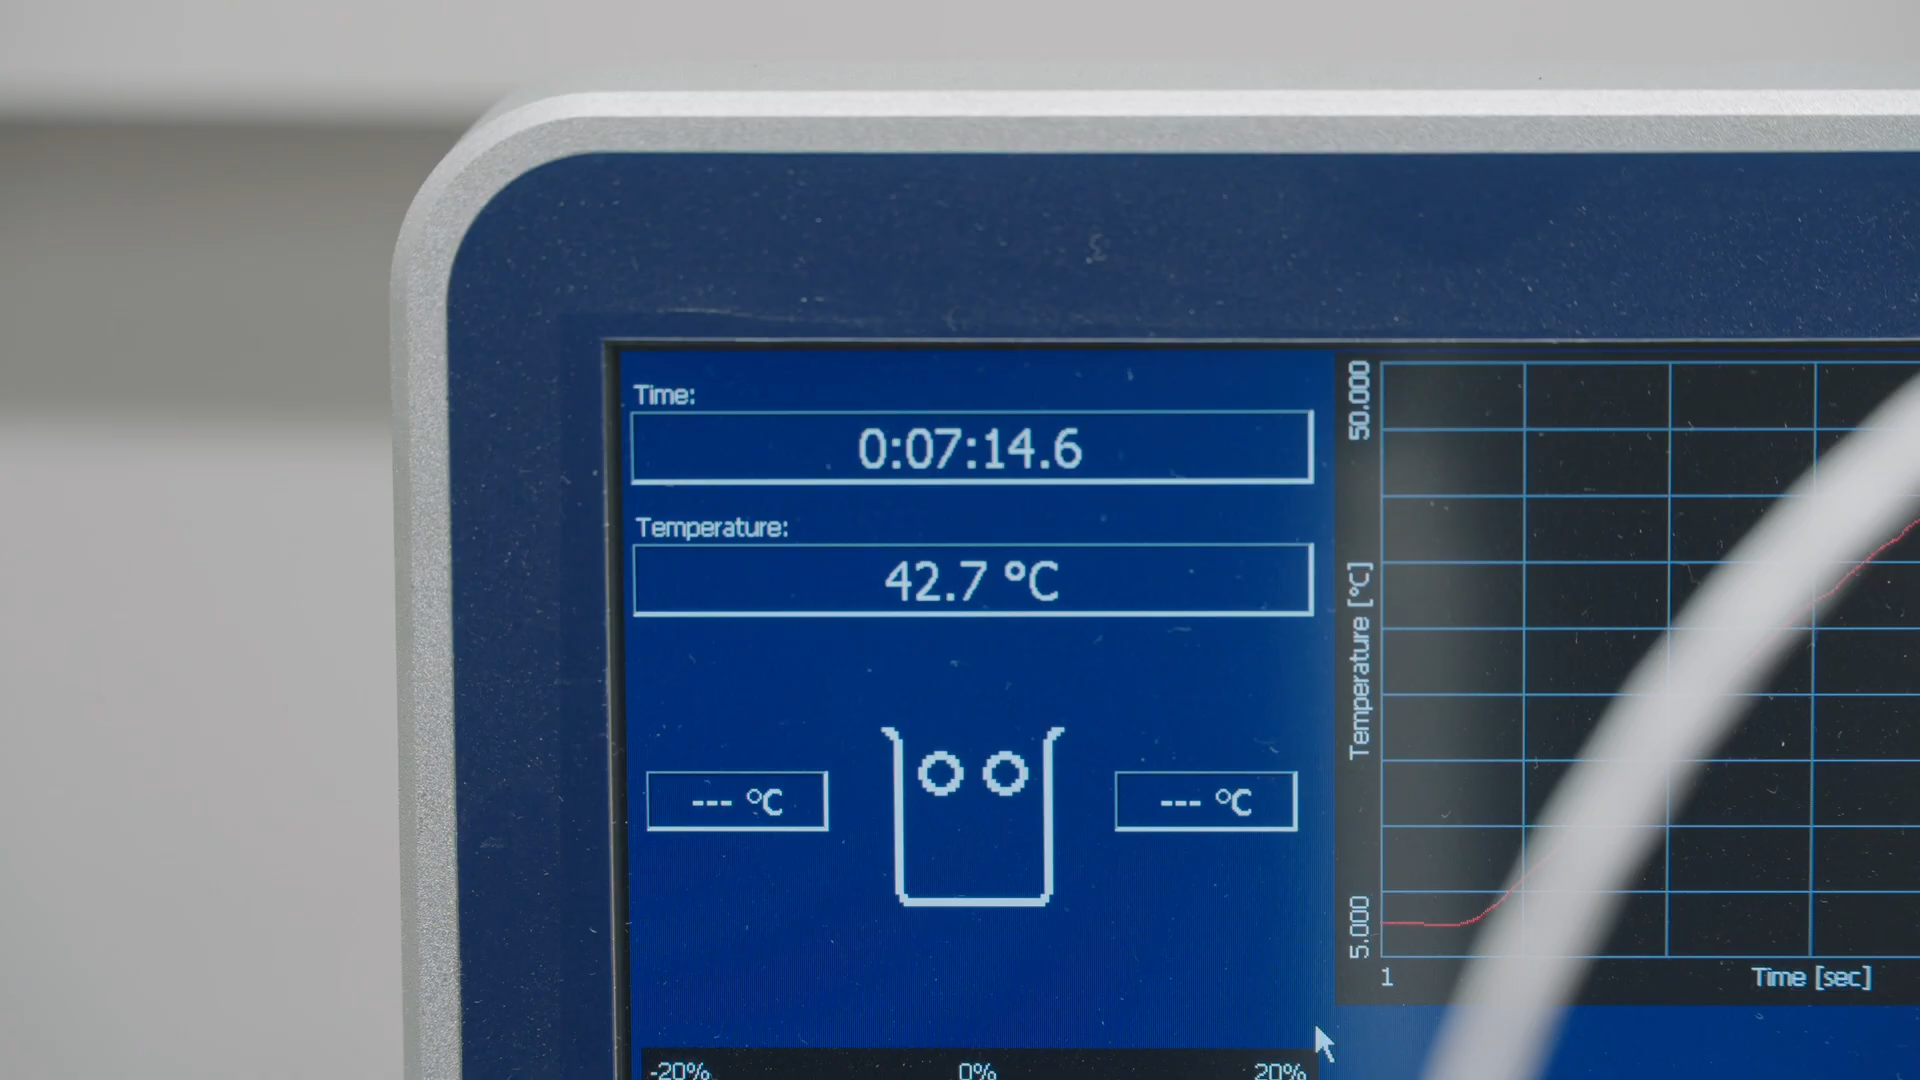 Time:
0:07:14.6
Temperature:
42.7 °C
--- °C
--- °C
-20%
0%
20%
50.000
Temperature [°C]
5.000
1
Time [sec]